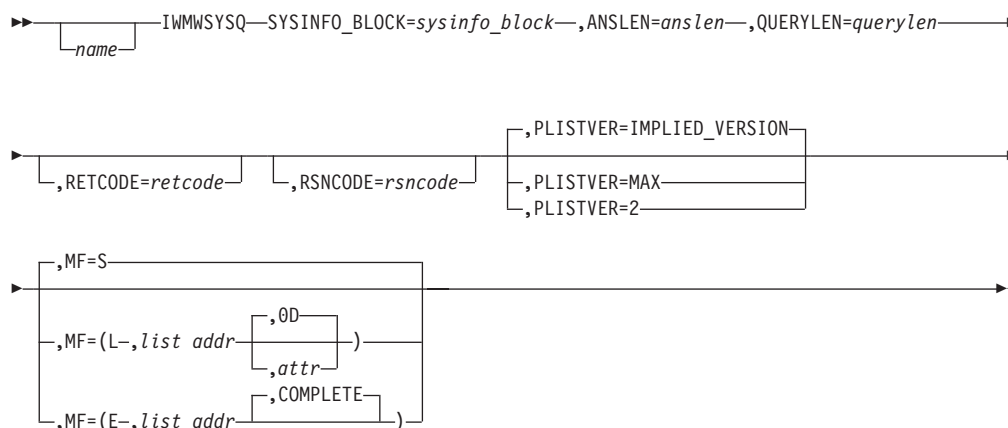 IWMWSYSQ SYSINFO_BLOCK=sysinfo_block ,ANSLEN=anslen ,QUERYLEN=querylen
name
,PLISTVER=IMPLIED_VERSION
,RETCODE=retcode ,RSNCODE=rsncode ,PLISTVER=MAX
,PLISTVER=2
,MF=S
,0D
,MF=(L ,list addr )
,attr
,COMPLETE
,MF=(E ,list addr )